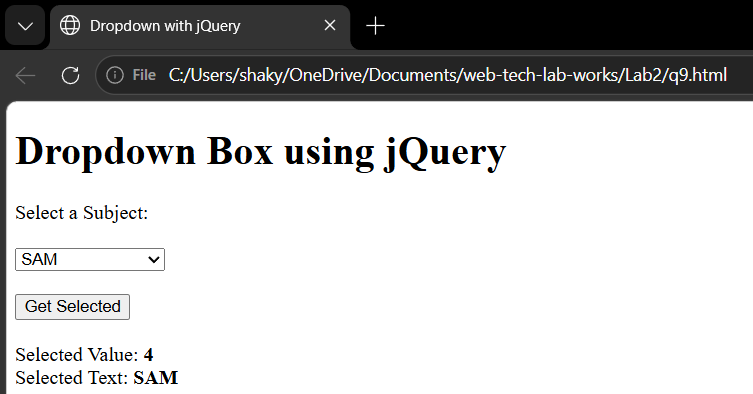 Dropdown with jQuery
File C:/Users/shaky/OneDrive/Documents/web-tech-lab-works/Lab2/q9.html
Dropdown Box using jQuery
Select a Subject:
SAM
Get Selected
Selected Value: 4
Selected Text: SAM